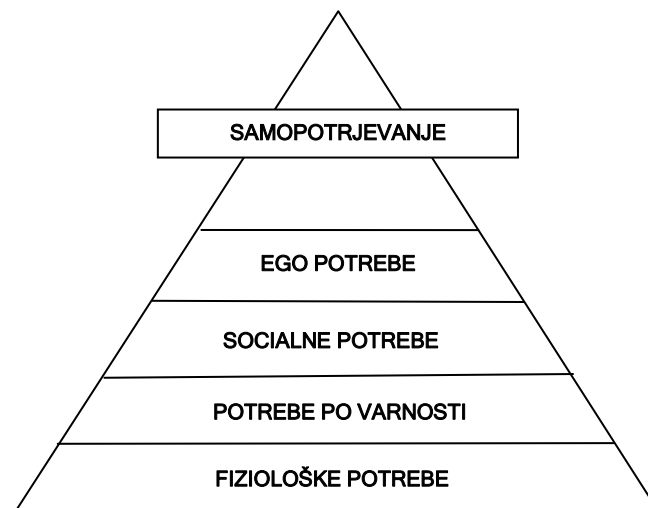 SAMOPOTRJEVANJE
EGO POTREBE
SOCIALNE POTREBE
POTREBE PO VARNOSTI
FIZIOLOŠKE POTREBE